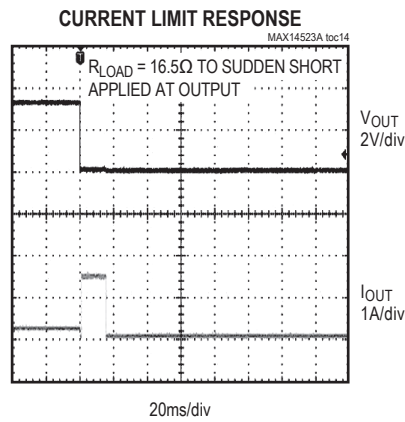 CURRENT LIMIT RESPONSE
MAX14523A toc14
RLOAD = 16.5Ω TO SUDDEN SHORT
APPLIED AT OUTPUT
VOUT
2V/div
IOUT
1A/div
20ms/div